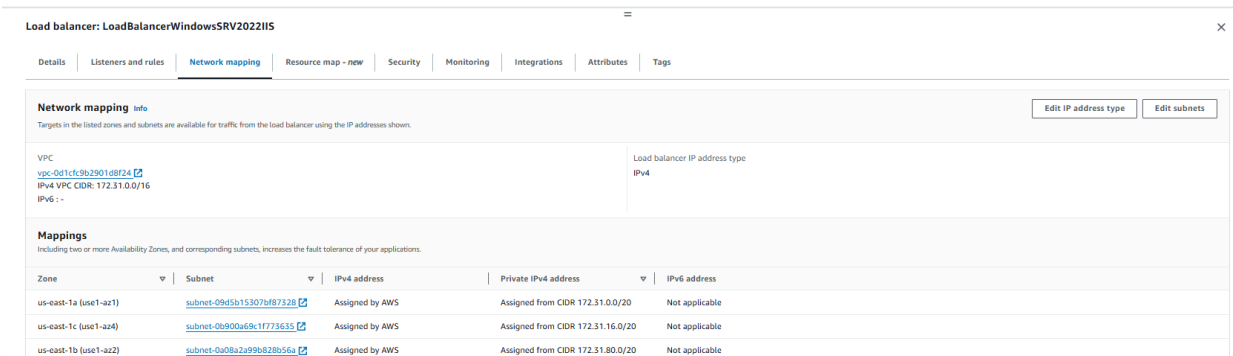 Load balancer: LoadBalancerWindowsSRV2022IIS
Details Listeners and rules Network mapping Resource map - new Security Monitoring Integrations Attributes Tags
Network mapping Info
Edit IP address type Edit subnets
Targets in the listed zones and subnets are available for traffic from the load balancer using the IP addresses shown.
VPC Load balancer IP address type
vpc-0d1cfc9b2901d8f24 IPv4
IPv4 VPC CIDR: 172.31.0.0/16
IPv6 : -
Mappings
Including two or more Availability Zones, and corresponding subnets, increases the fault tolerance of your applications.
Zone Subnet IPv4 address Private IPv4 address IPv6 address
us-east-1a (use1-az1) subnet-09d5b15307bf87328 Assigned by AWS Assigned from CIDR 172.31.0.0/20 Not applicable
us-east-1c (use1-az4) subnet-0b900a69c1f773635 Assigned by AWS Assigned from CIDR 172.31.16.0/20 Not applicable
us-east-1b (use1-az2) subnet-0a08a2a99b828b56a Assigned by AWS Assigned from CIDR 172.31.80.0/20 Not applicable